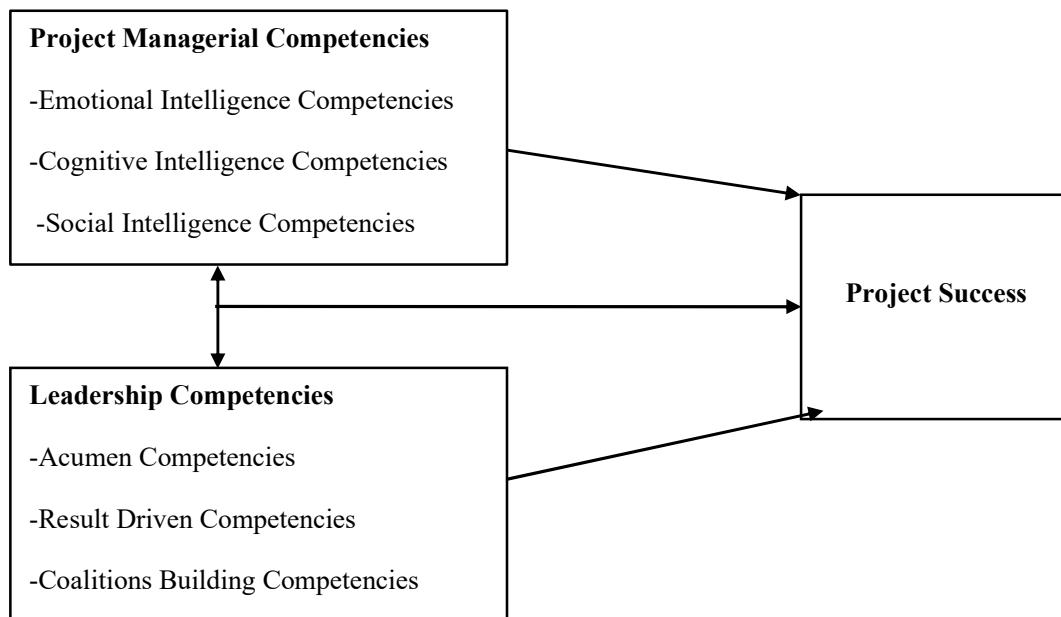 Project Managerial Competencies
-Emotional Intelligence Competencies
-Cognitive Intelligence Competencies
-Social Intelligence Competencies
Project Success
Leadership Competencies
-Acumen Competencies
-Result Driven Competencies
-Coalitions Building Competencies